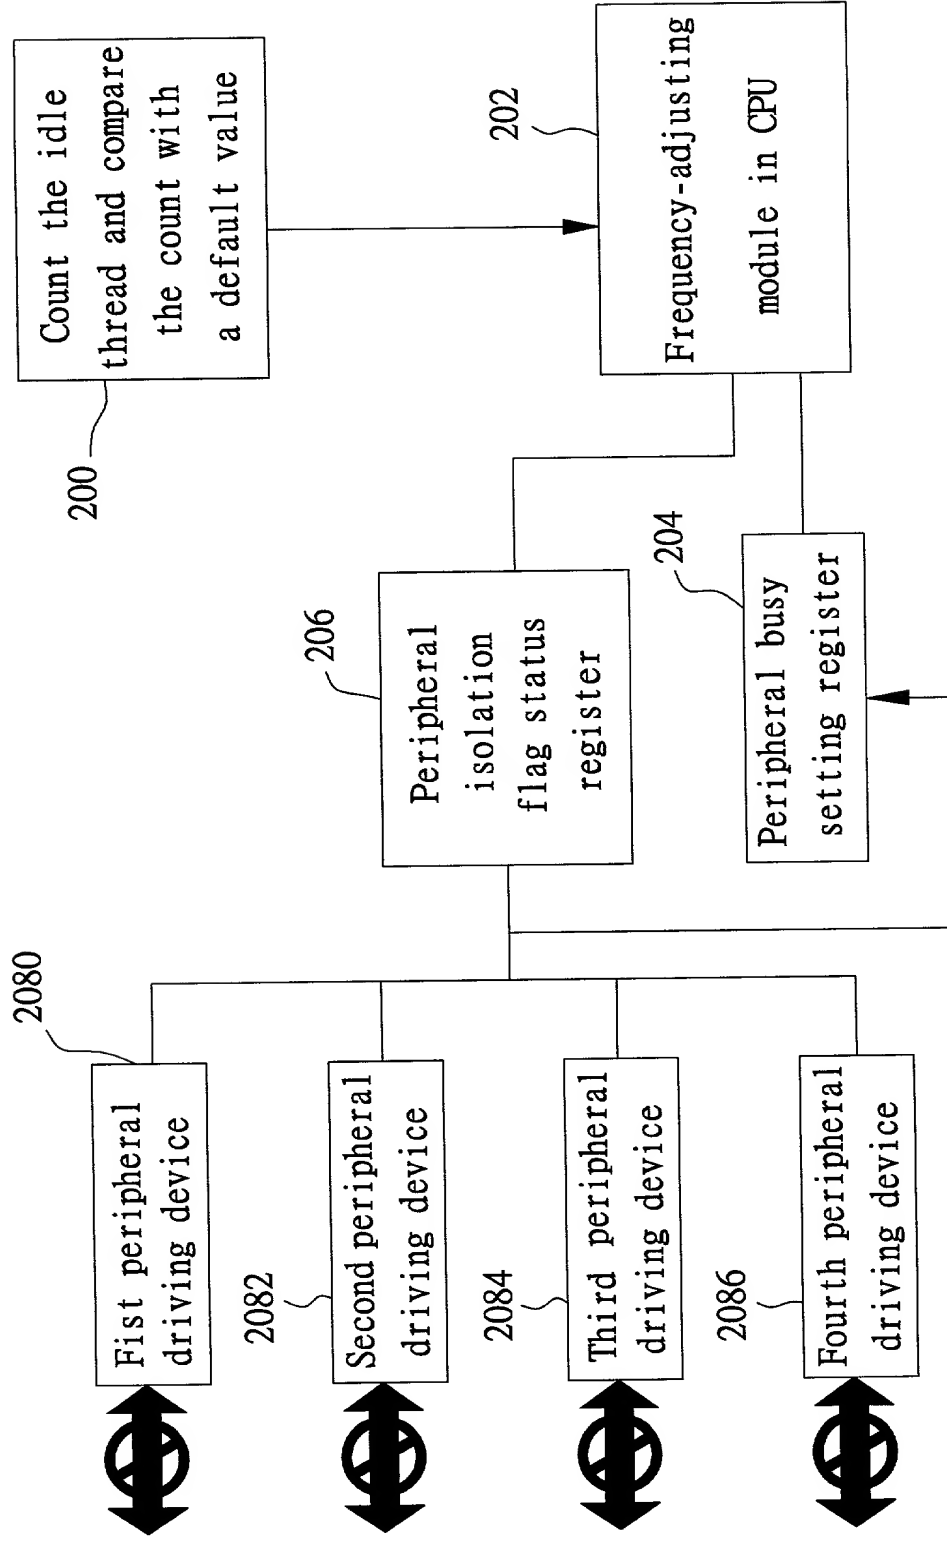 Count the idle
thread and compare
the count with
a default value
200
202
Frequency-adjusting
module in CPU
206
Peripheral
isolation
flag status
register
204
Peripheral busy
setting register
2080
Fist peripheral
driving device
2082
Second peripheral
driving device
2084
Third peripheral
driving device
2086
Fourth peripheral
driving device